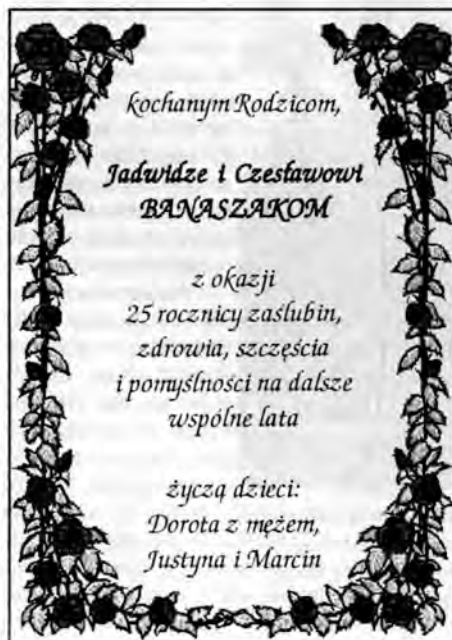 kochanym Rodzicom,
Jadwidze i Czesławowi
BANASZAKOM
z okazji
25 rocznicy zaślubin,
zdrowia, szczęścia
i pomyślności na dalsze
wspólne lata
życzą dzieci:
Dorota z mężem,
Justyna i Marcin